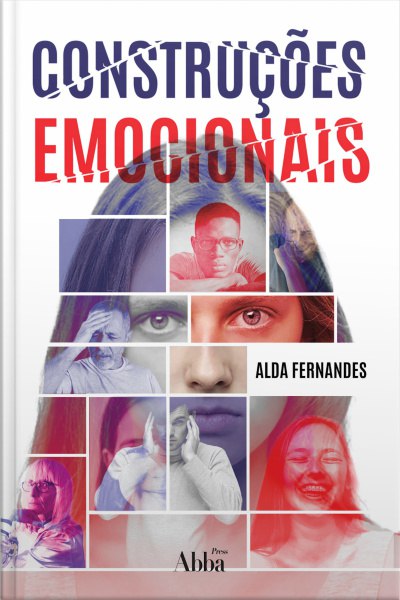 CONSTRUÇÕES
EMOCIONAIS
ALDA FERNANDES
Press
Abba